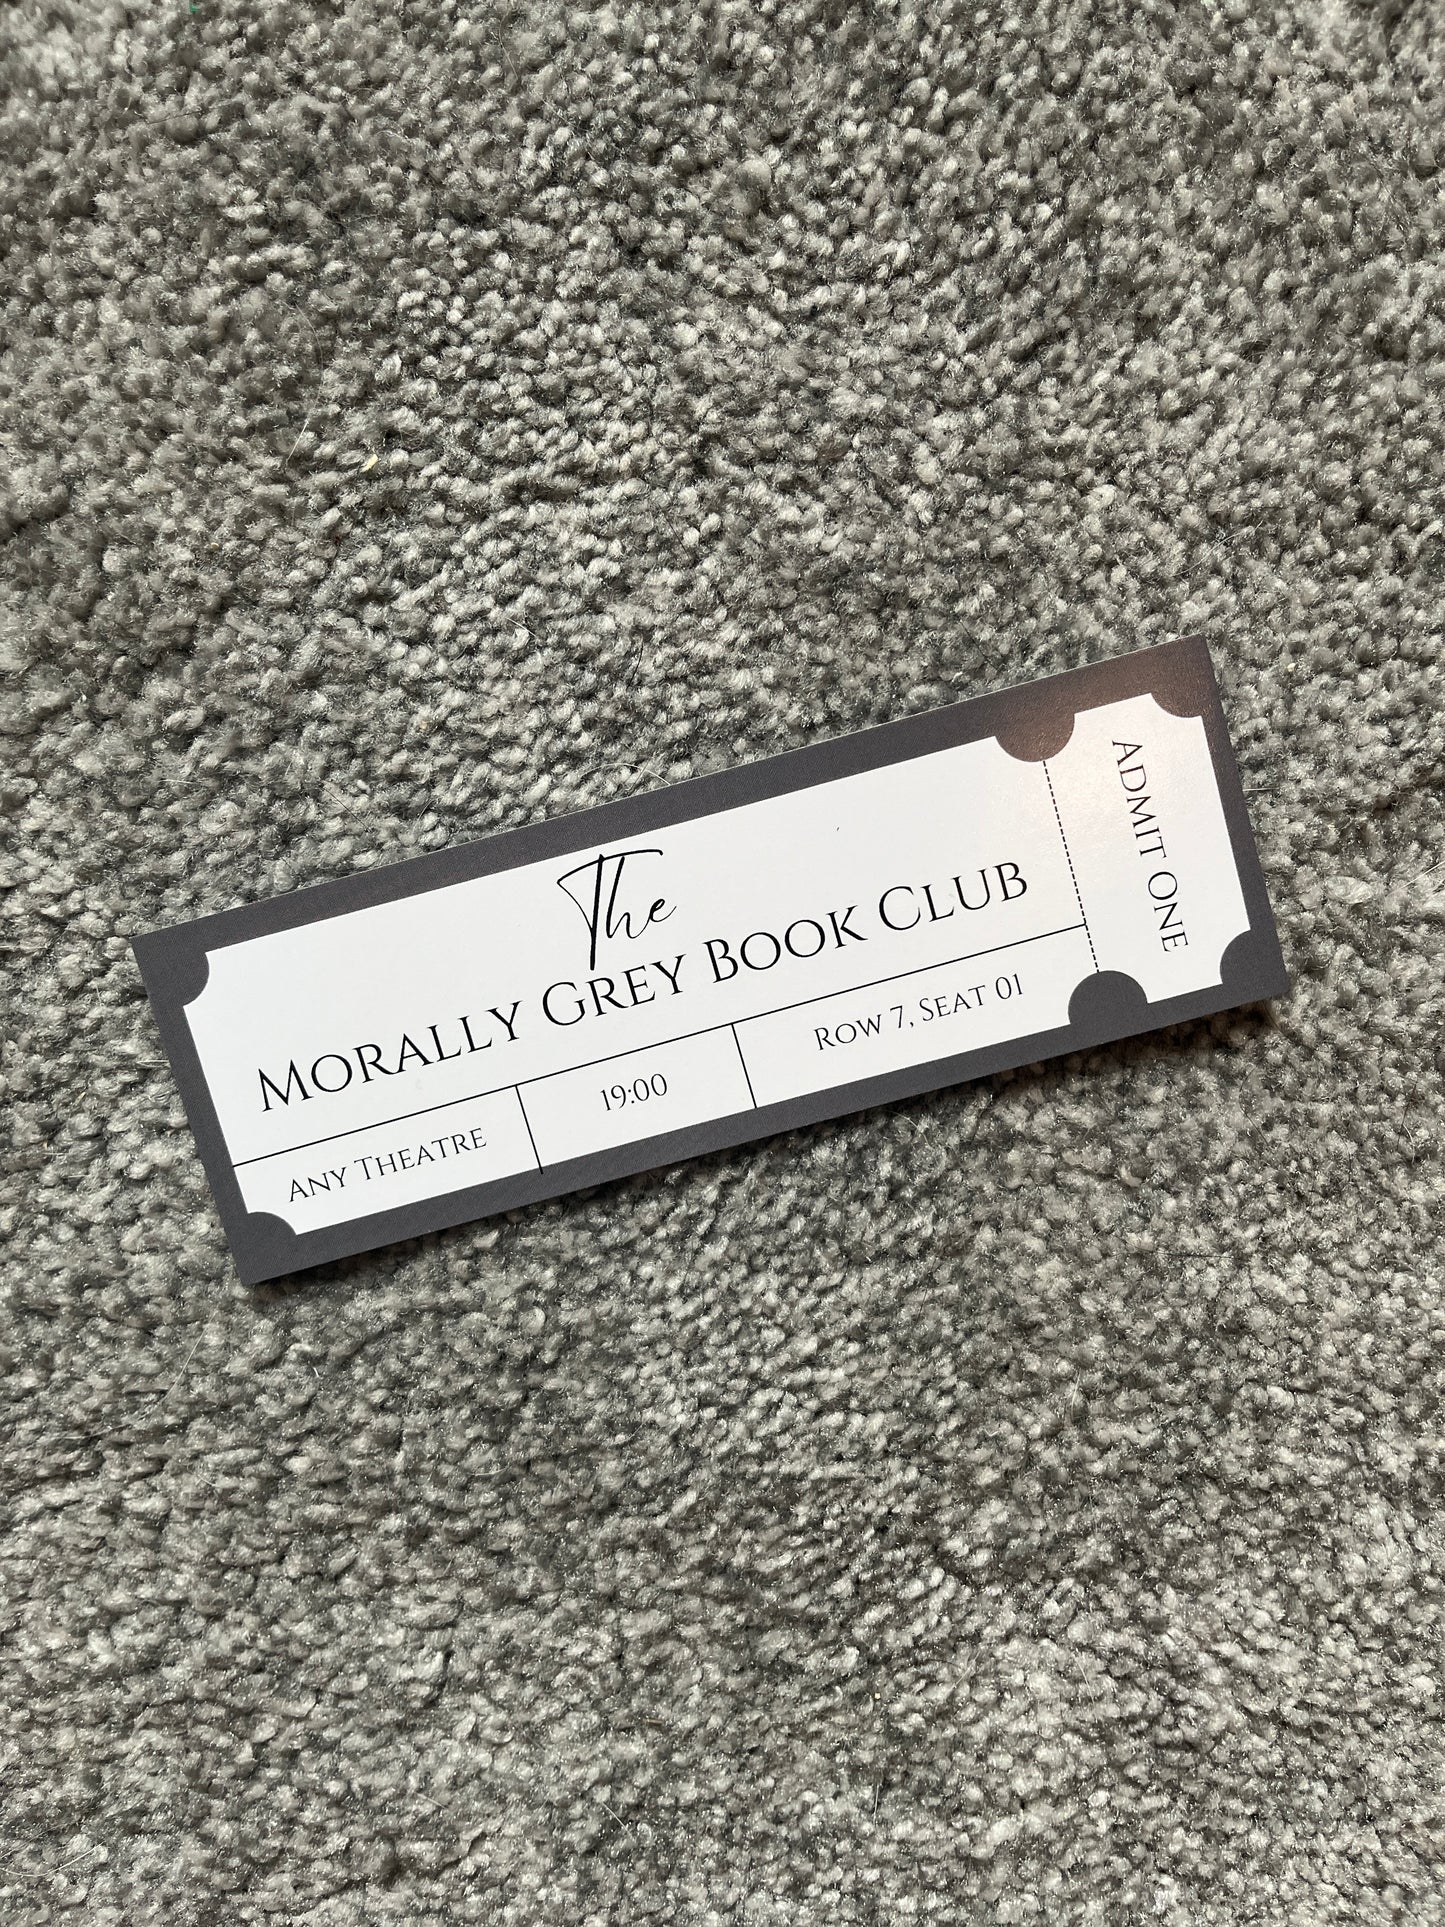 The
Morally Grey Book Club
Any Theatre
19:00
Row 7, Seat 01
Admit One